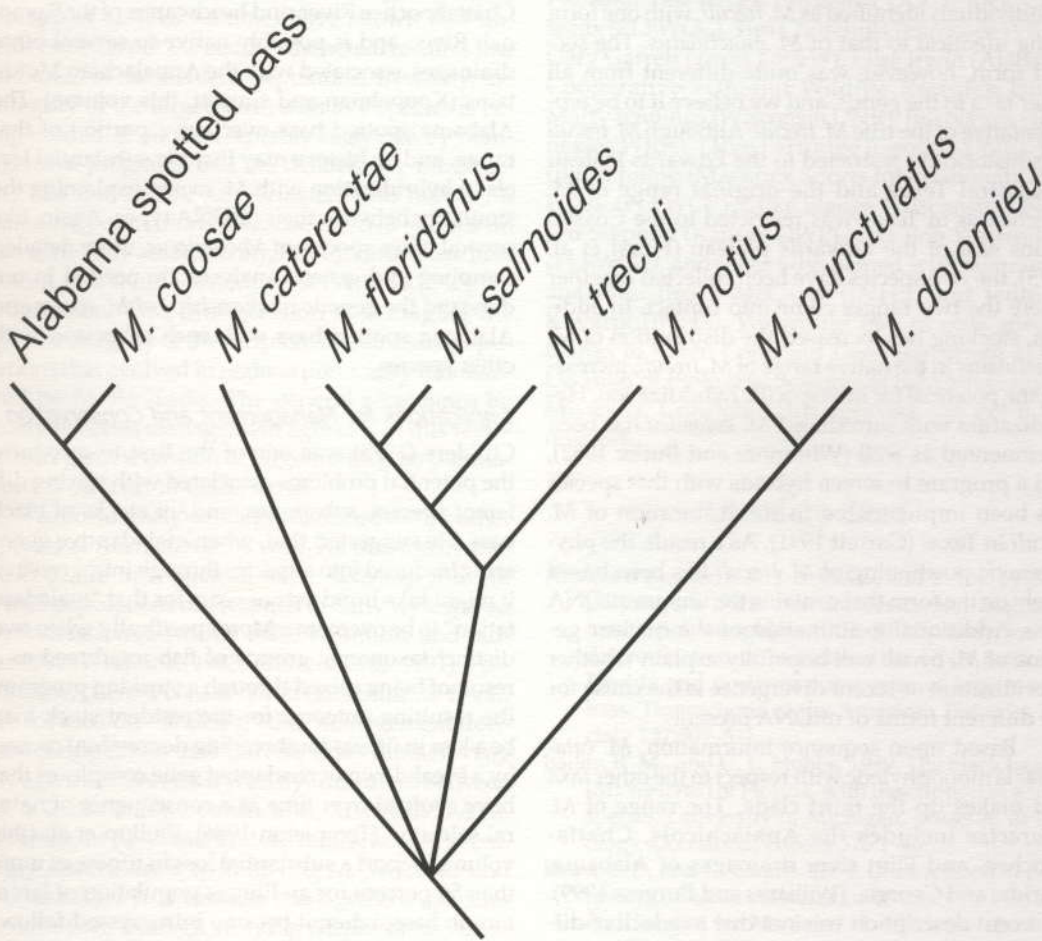 Alabama spotted bass
M. coosae
M. cataractae
M. floridanus
M. salmoides
M. treculi
M. notius
M. punctulatus
M. dolomieu